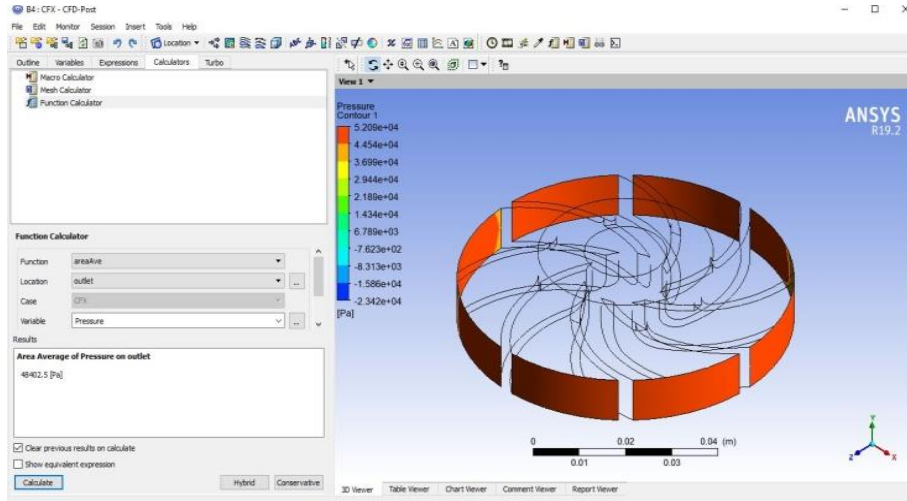 B4 : CFX - CFD-Post
File Edit Monitor Session Insert Tools Help
Location
Outline Variables Expressions Calculators Turbo
Macro Calculator
Mesh Calculator
Function Calculator
View 1
Function Calculator
Function areaAve
Location outlet
Case CFX
Variable Pressure
Results
Area Average of Pressure on outlet
48402.5 [Pa]
Clear previous results on calculate
Show equivalent expression
Calculate Hybrid Conservative
Pressure
Contour 1
5.209e+04
4.454e+04
3.699e+04
2.944e+04
2.189e+04
1.434e+04
6.789e+03
-7.623e+02
-8.313e+03
-1.586e+04
-2.342e+04
[Pa]
ANSYS
R19.2
0 0.02 0.04 (m)
0.01 0.03
Y
Z X
3D Viewer Table Viewer Chart Viewer Comment Viewer Report Viewer